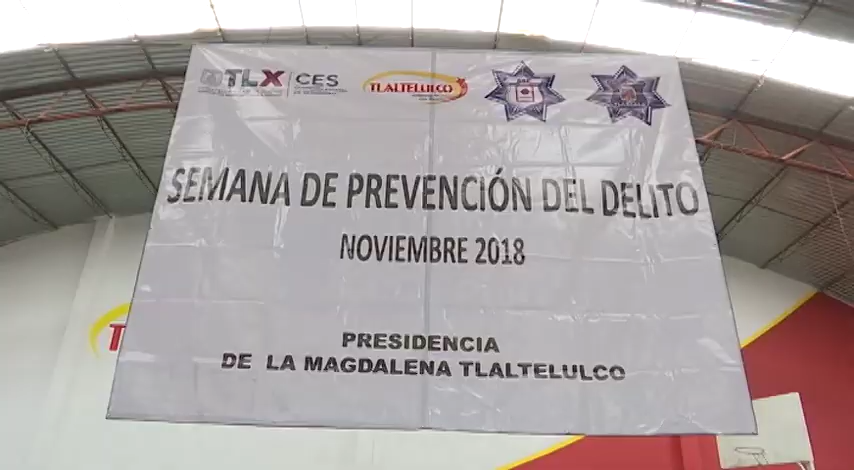 TLX CES
TLALTELULCO
SEMANA DE PREVENCIÓN DEL DELITO
NOVIEMBRE 2018
PRESIDENCIA
DE LA MAGDALENA TLALTELULCO